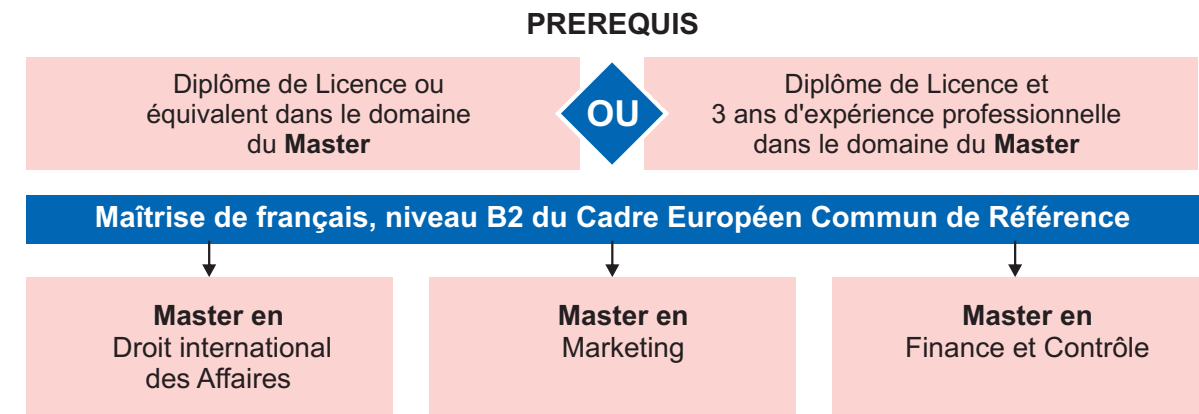 PREREQUIS
Diplôme de Licence ou
équivalent dans le domaine
du Master
OU
Diplôme de Licence et
3 ans d'expérience professionnelle
dans le domaine du Master
Maîtrise de français, niveau B2 du Cadre Européen Commun de Référence
Master en
Droit international
des Affaires
Master en
Marketing
Master en
Finance et Contrôle